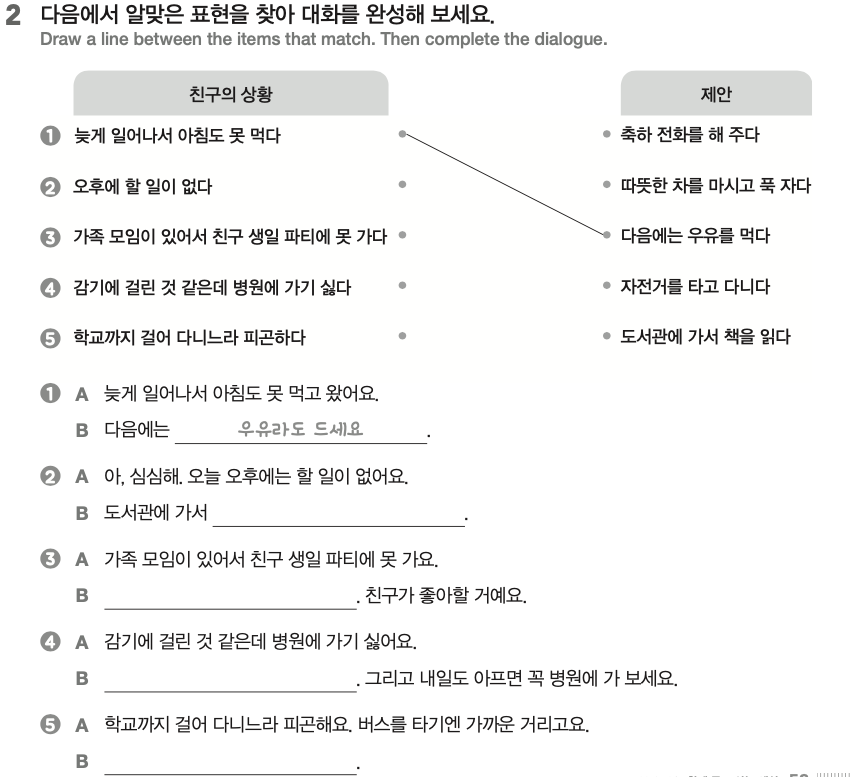 2 다음에서 알맞은 표현을 찾아 대화를 완성해 보세요.
Draw a line between the items that match. Then complete the dialogue.
친구의 상황 제안
1 늦게 일어나서 아침도 못 먹다 축하 전화를 해 주다
2 오후에 할 일이 없다 따뜻한 차를 마시고 푹 자다
3 가족 모임이 있어서 친구 생일 파티에 못 가다 다음에는 우유를 먹다
4 감기에 걸린 것 같은데 병원에 가기 싫다 자전거를 타고 다니다
5 학교까지 걸어 다니느라 피곤하다 도서관에 가서 책을 읽다
1 A 늦게 일어나서 아침도 못 먹고 왔어요.
B 다음에는 우유라도 드세요.
2 A 아, 심심해. 오늘 오후에는 할 일이 없어요.
B 도서관에 가서 .
3 A 가족 모임이 있어서 친구 생일 파티에 못 가요.
B . 친구가 좋아할 거예요.
4 A 감기에 걸린 것 같은데 병원에 가기 싫어요.
B . 그리고 내일도 아프면 꼭 병원에 가 보세요.
5 A 학교까지 걸어 다니느라 피곤해요. 버스를 타기엔 가까운 거리고요.
B .